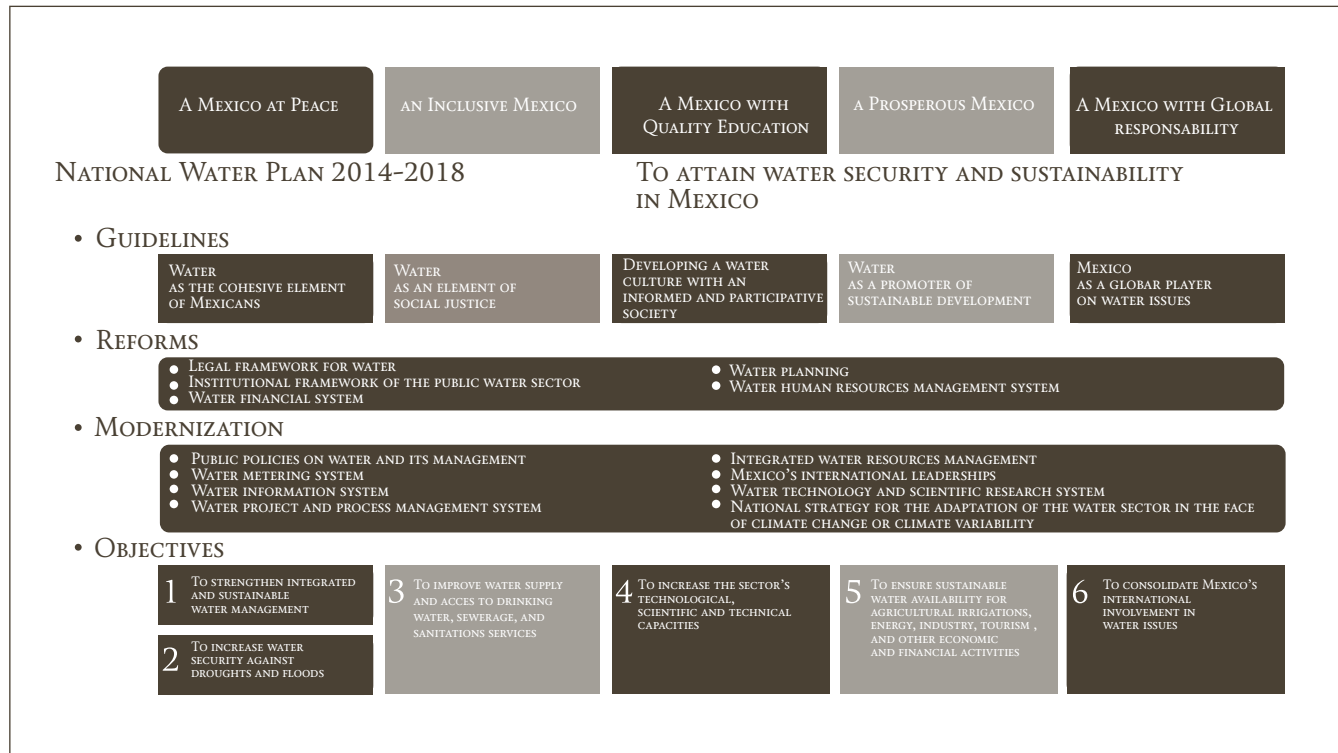 A Mexico at Peace
an Inclusive Mexico
A Mexico with
Quality Education
a Prosperous Mexico
A Mexico with Global
responsability
National Water Plan 2014-2018
To attain water security and sustainability
in Mexico
• Guidelines
Water
as the cohesive element
of Mexicans
Water
as an element of
social justice
Developing a water
culture with an
informed and participative
society
Water
as a promoter of
sustainable development
Mexico
as a globar player
on water issues
• Reforms
● Legal framework for water
● Institutional framework of the public water sector
● Water financial system
● Water planning
● Water human resources management system
• Modernization
● Public policies on water and its management
● Water metering system
● Water information system
● Water project and process management system
● Integrated water resources management
● Mexico's international leaderships
● Water technology and scientific research system
● National strategy for the adaptation of the water sector in the face
of climate change or climate variability
• Objectives
1 To strengthen integrated
and sustainable
water management
2 To increase water
security against
droughts and floods
3 To improve water supply
and acces to drinking
water, sewerage, and
sanitations services
4 To increase the sector's
technological,
scientific and technical
capacities
5 To ensure sustainable
water availability for
agricultural irrigations,
energy, industry, tourism ,
and other economic
and financial activities
6 To consolidate Mexico's
international
involvement in
water issues